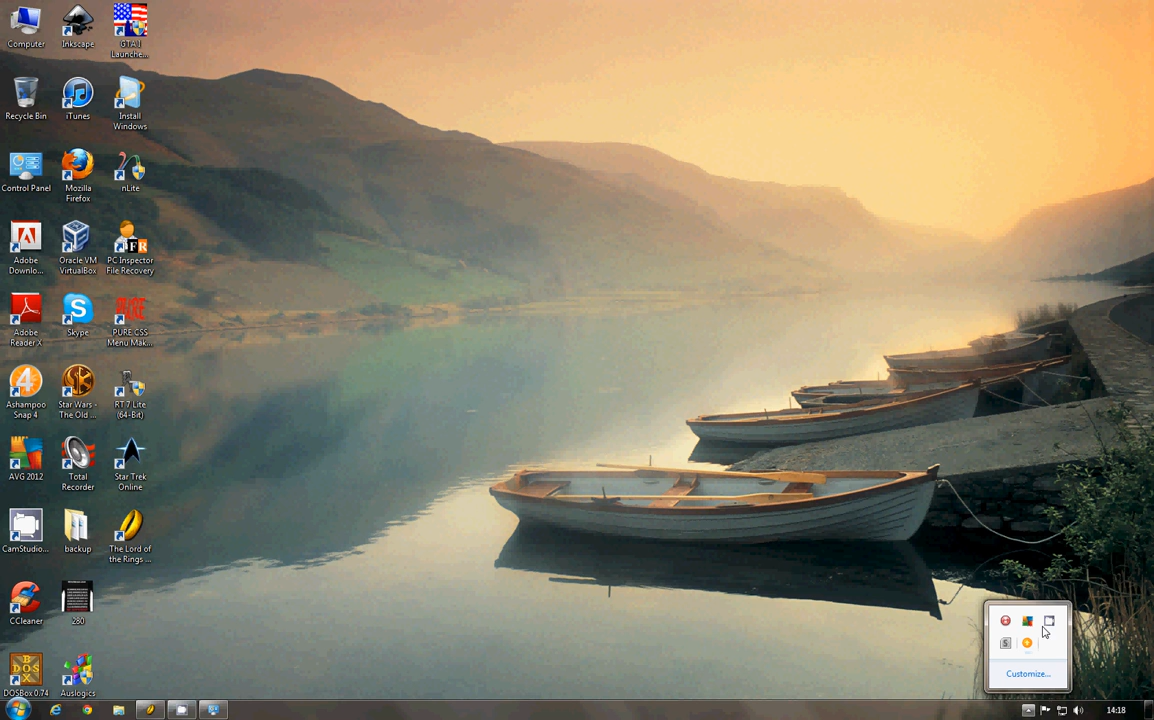 Computer
Inkscape
GTA I
Launche...
Recycle Bin
iTunes
Install
Windows
Control Panel
Mozilla
Firefox
nLite
Adobe
Downlo...
Oracle VM
VirtualBox
PC Inspector
File Recovery
Adobe
Reader X
Skype
PURE CSS
Menu Mak...
Ashampoo
Snap 4
Star Wars -
The Old ...
RT 7 Lite
(64-Bit)
AVG 2012
Total
Recorder
Star Trek
Online
CamStudio...
backup
The Lord of
the Rings ...
CCleaner
280
DOSBox 0.74
Auslogics
Customize...
14:18